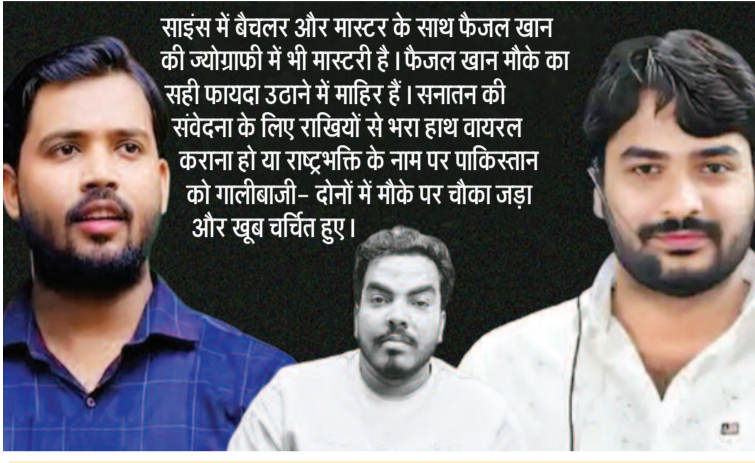 साइंस में बैचलर और मास्टर के साथ फैजल खान
की ज्योग्राफी में भी मास्टरी है। फैजल खान मौके का
सही फायदा उठाने में माहिर हैं। सनातन की
संवेदना के लिए राखियों से भरा हाथ वायरल
कराना हो या राष्ट्रभक्ति के नाम पर पाकिस्तान
को गालीबाजी– दोनों में मौके पर चौका जड़ा
और खूब चर्चित हुए।